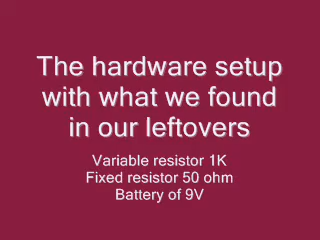 The hardware setup
with what we found
in our leftovers
Variable resistor 1K
Fixed resistor 50 ohm
Battery of 9V